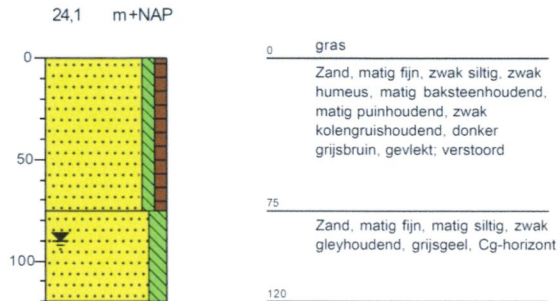 24,1 m+NAP
0
50
100
0 gras
Zand, matig fijn, zwak siltig, zwak
humeus, matig baksteenhoudend,
matig puinhoudend, zwak
kolengruishoudend, donker
grijsbruin, gevlekt; verstoord
75
Zand, matig fijn, matig siltig, zwak
gleyhoudend, grijsgeel, Cg-horizont
120